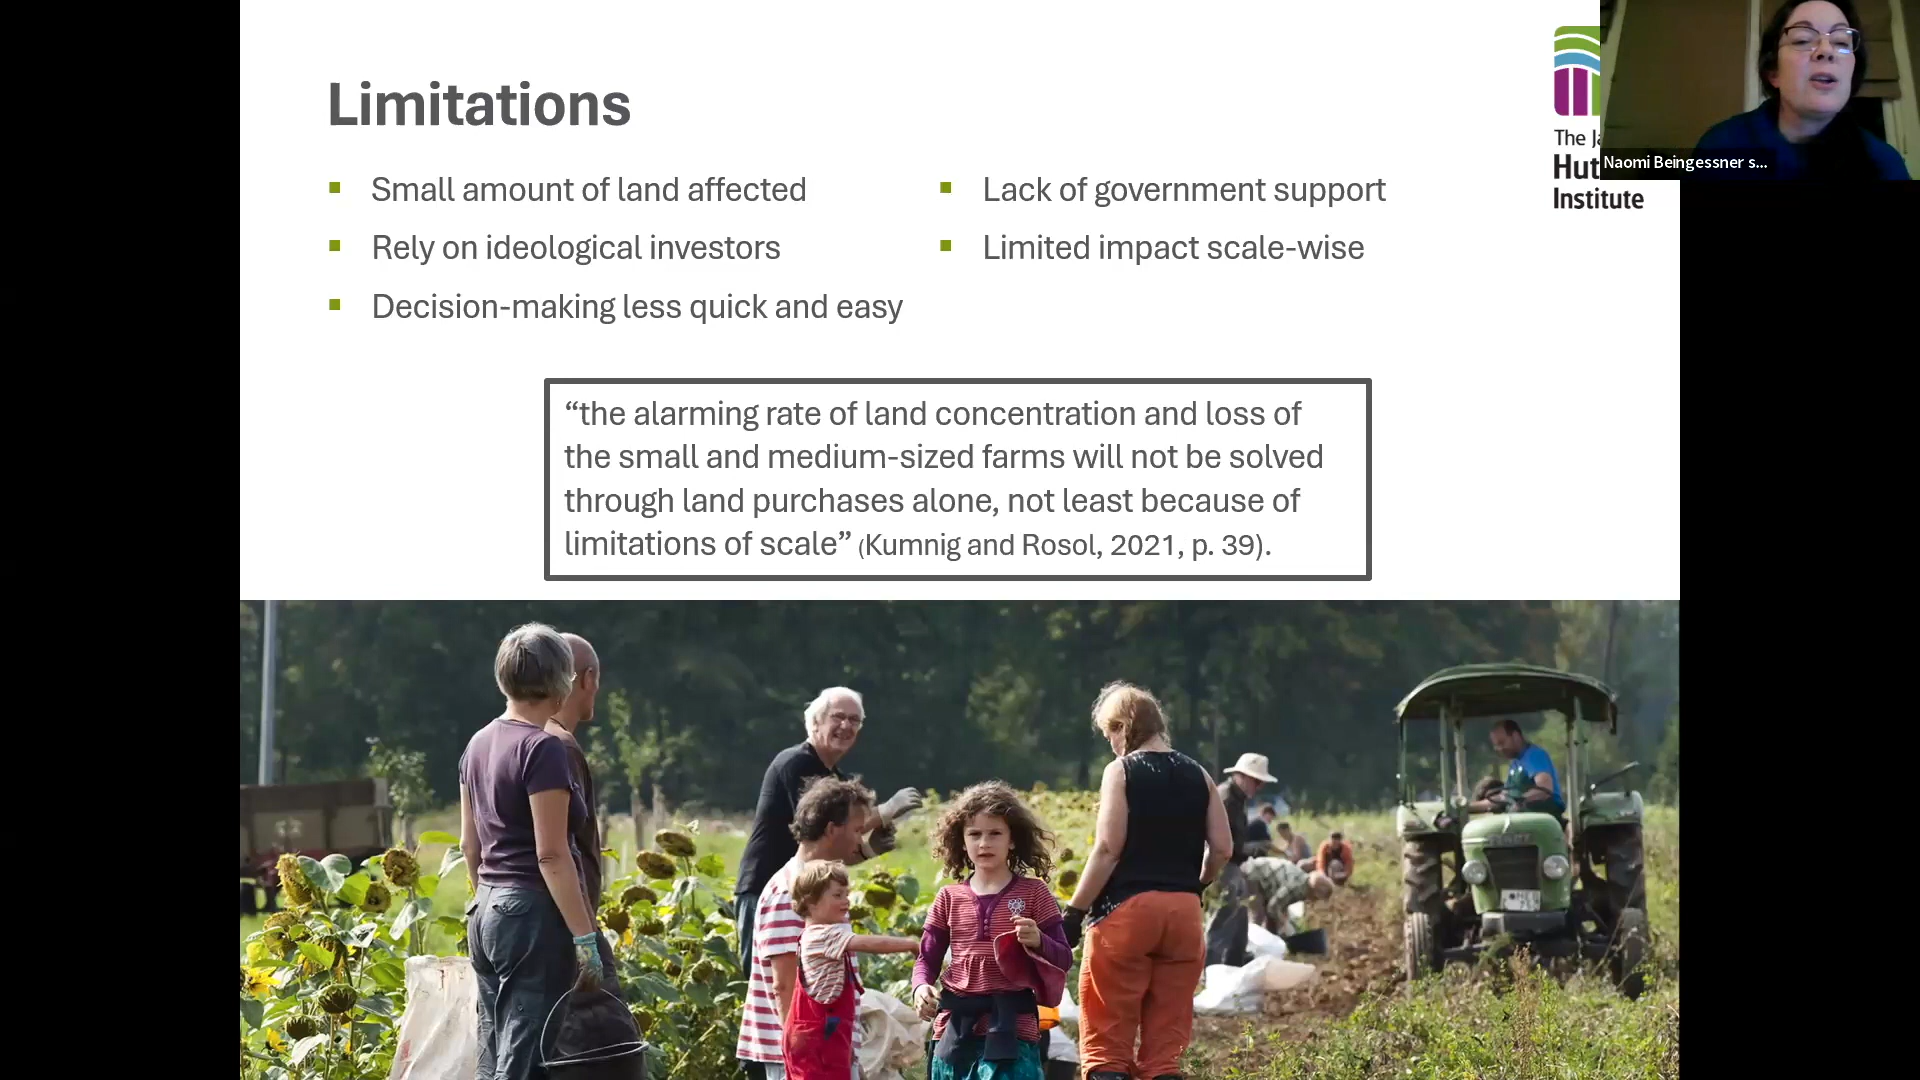 Limitations
Small amount of land affected
Rely on ideological investors
Decision-making less quick and easy
Lack of government support
Limited impact scale-wise
“the alarming rate of land concentration and loss of
the small and medium-sized farms will not be solved
through land purchases alone, not least because of
limitations of scale” (Kumnig and Rosol, 2021, p. 39).
The
Institute
Naomi Beingessner s...